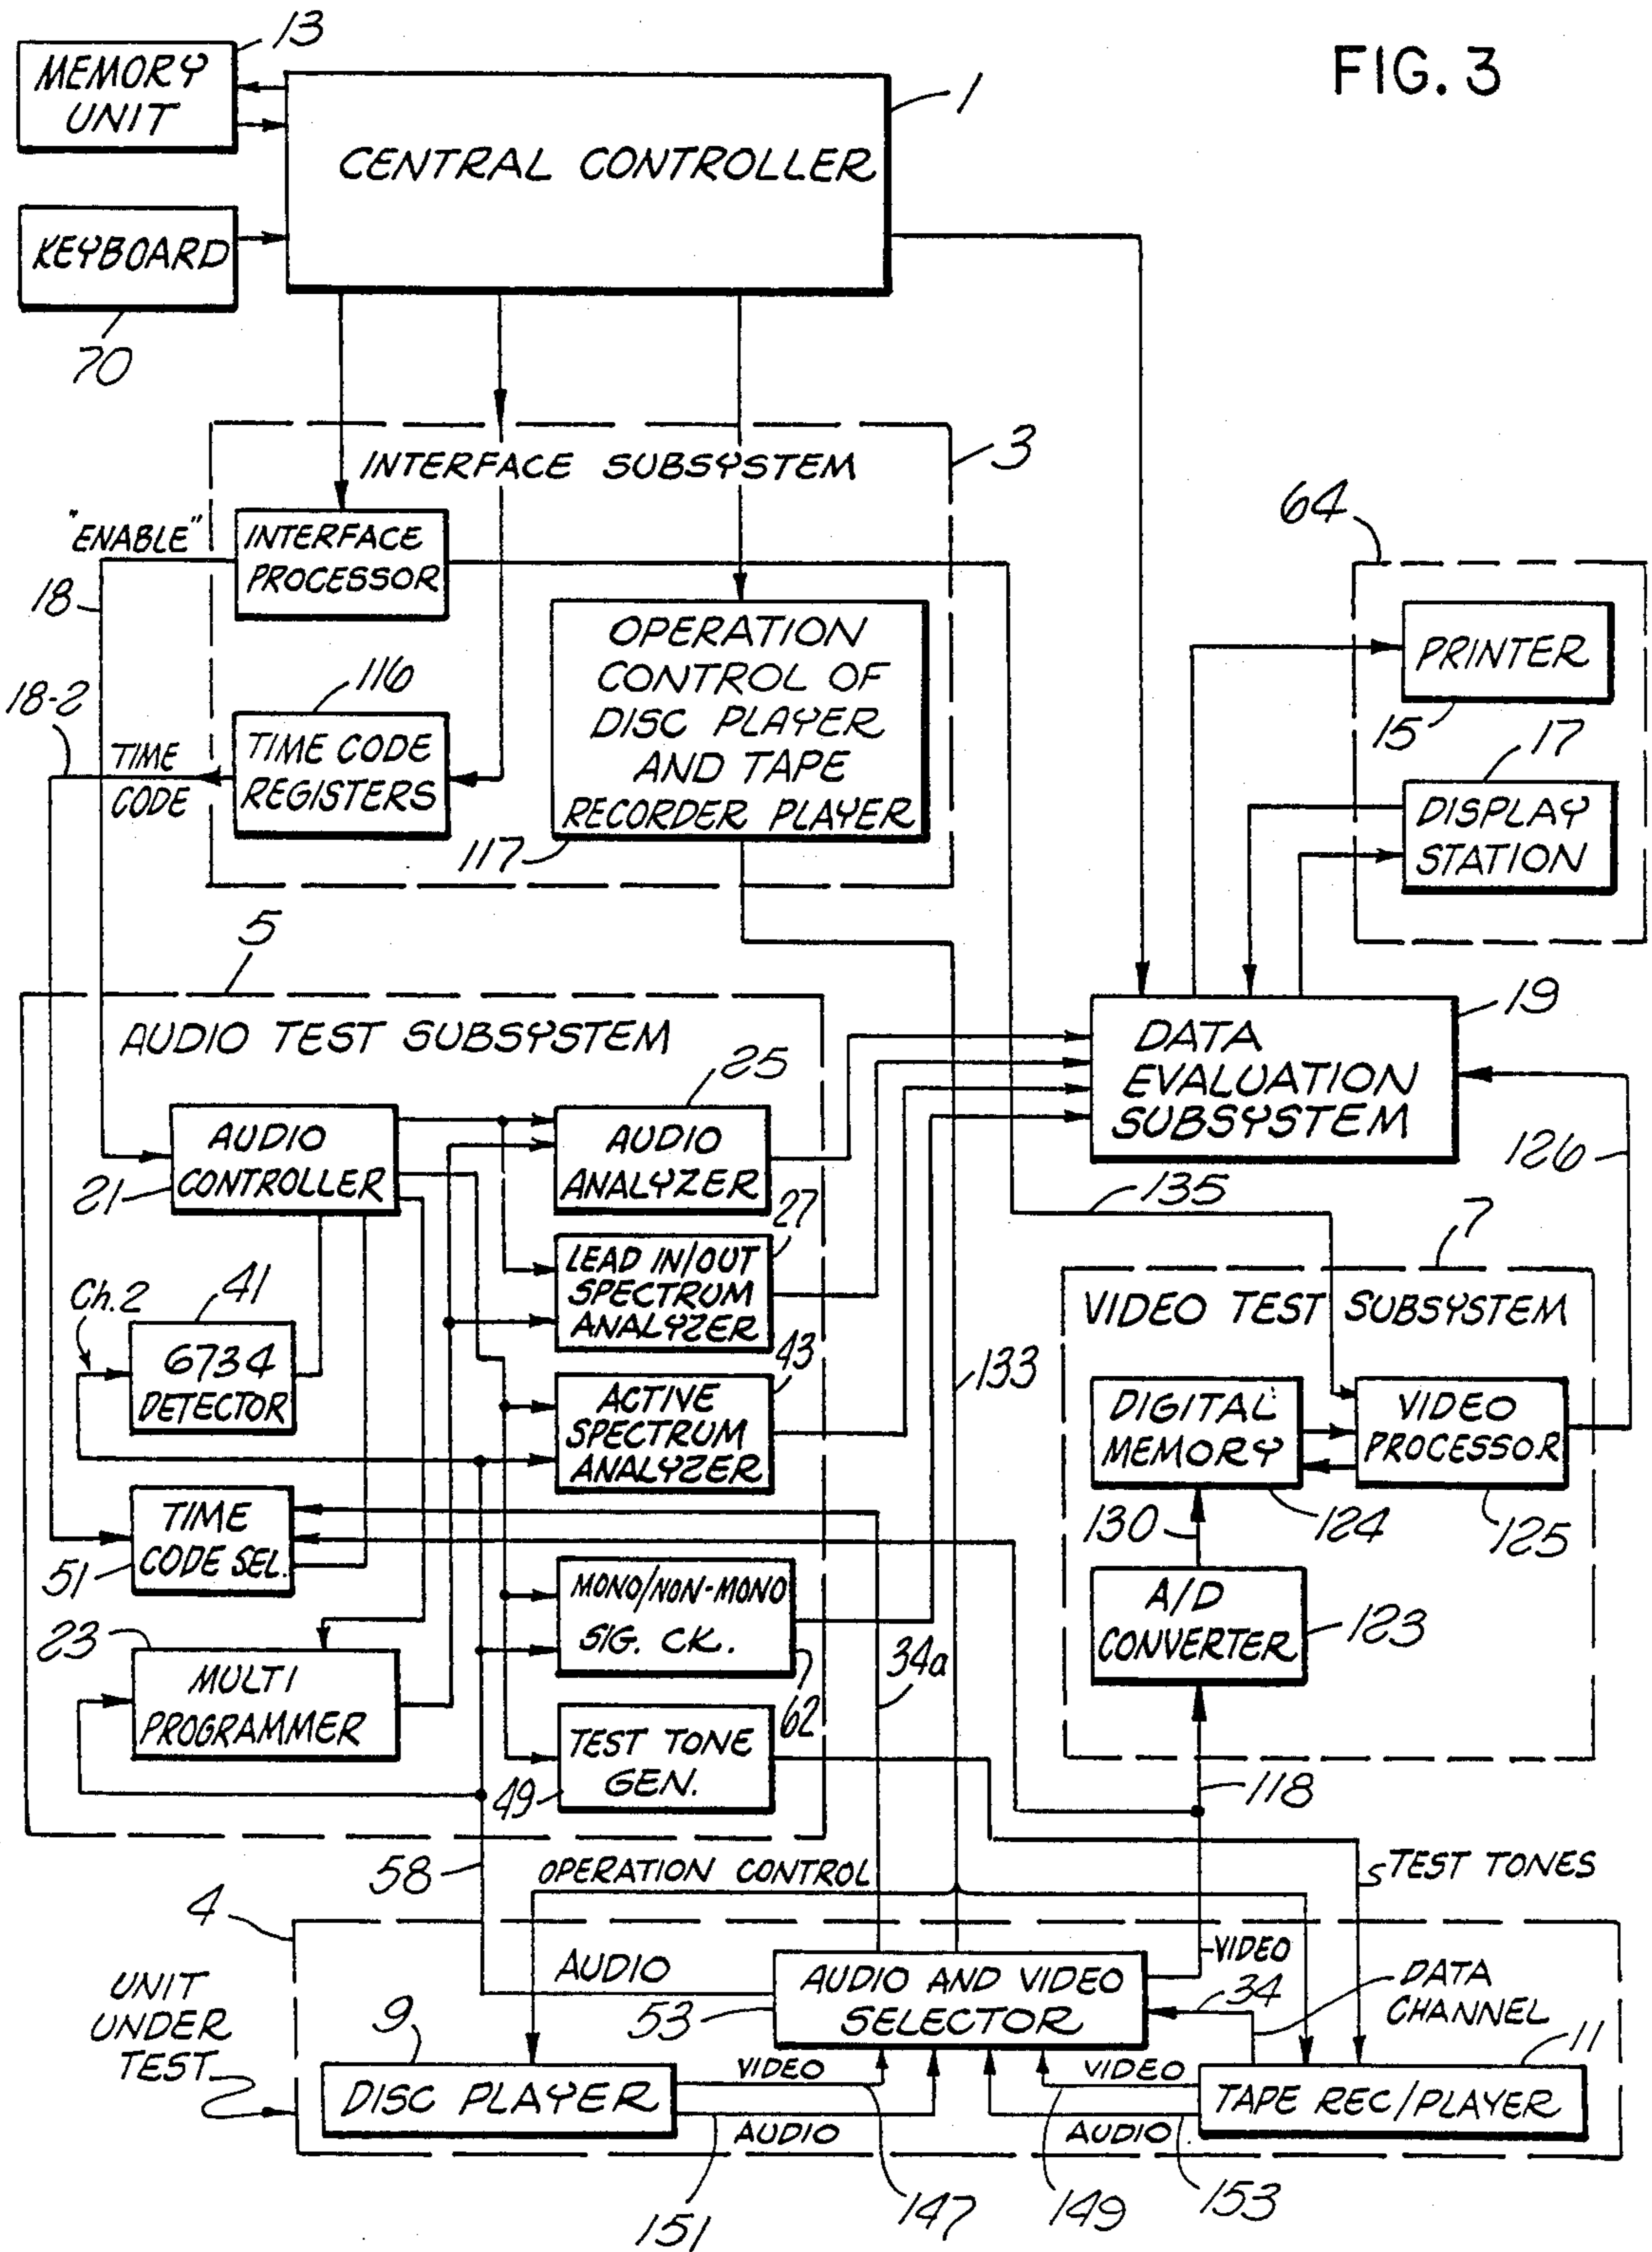 FIG. 3
13
MEMORY
UNIT
1
CENTRAL CONTROLLER
KEYBOARD
70
3
INTERFACE SUBSYSTEM
"ENABLE"
INTERFACE
PROCESSOR
18
64
PRINTER
15
OPERATION
CONTROL OF
DISC PLAYER
AND TAPE
RECORDER PLAYER
117
116
18-2
TIME
CODE
TIME CODE
REGISTERS
17
DISPLAY
STATION
5
AUDIO TEST SUBSYSTEM
19
DATA
EVALUATION
SUBSYSTEM
126
25
AUDIO
ANALYZER
AUDIO
CONTROLLER
21
135
7
27
LEAD IN/OUT
SPECTRUM
ANALYZER
VIDEO TEST SUBSYSTEM
Ch.2
41
6734
DETECTOR
43
ACTIVE
SPECTRUM
ANALYZER
133
DIGITAL
MEMORY
124
VIDEO
PROCESSOR
125
130
TIME
CODE SEL.
51
A/D
CONVERTER
123
MONO/NON-MONO
SIG. CK.
62
34a
23
MULTI
PROGRAMMER
TEST TONE
GEN.
49
118
58
OPERATION CONTROL
S TEST TONES
4
AUDIO
AUDIO AND VIDEO
SELECTOR
53
VIDEO
34
DATA
CHANNEL
UNIT
UNDER
TEST
9
DISC PLAYER
VIDEO
AUDIO
VIDEO
AUDIO
11
TAPE REC/PLAYER
151
147
149
153